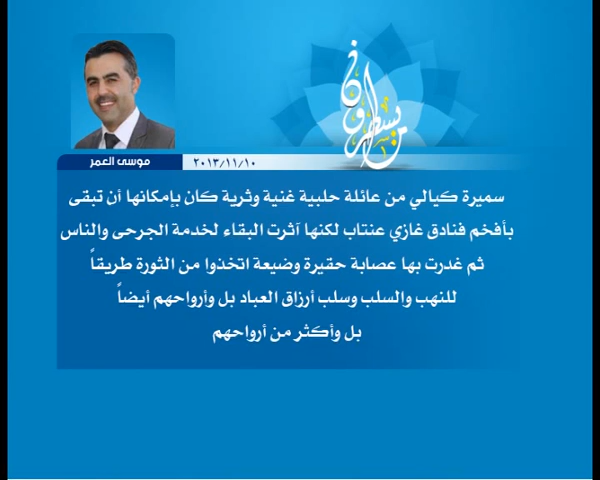 موسى العمر
٢٠١٣/١١/١٠
سميرة كيالي من عائلة حلبية غنية وثرية كان بإمكانها أن تبقى
بأفخم فنادق غازي عنتاب لكنها آثرت البقاء لخدمة الجرحى والناس
ثم غدرت بها عصابة حقيرة وضيعة اتخذوا من الثورة طريقاً
للنهب والسلب وسلب أرزاق العباد بل وأرواحهم أيضاً
بل وأكثر من أرواحهم